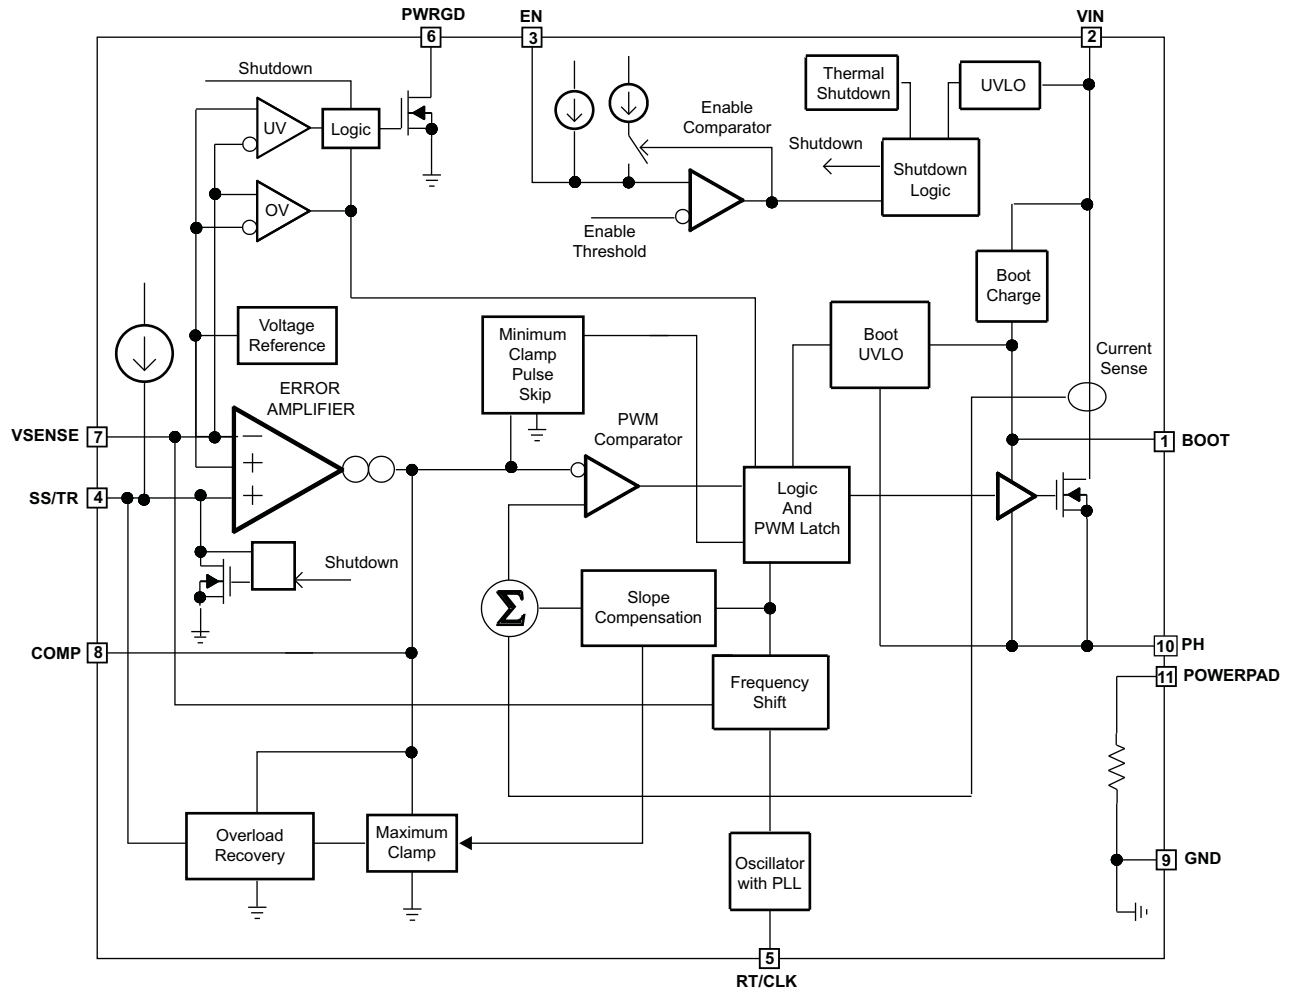 PWRGD
EN
VIN
6
3
2
Shutdown
Thermal
Shutdown
UVLO
Enable
Comparator
UV
Logic
Shutdown
Shutdown
Logic
OV
Enable
Threshold
Boot
Charge
Voltage
Reference
Minimum
Clamp
Pulse
Skip
Boot
UVLO
Current
Sense
ERROR
AMPLIFIER
PWM
Comparator
VSENSE
7
−
+
+
1
BOOT
SS/TR
4
Logic
And
PWM Latch
Shutdown
Σ
Slope
Compensation
COMP
8
10
PH
11
POWERPAD
Frequency
Shift
Overload
Recovery
Maximum
Clamp
Oscillator
with PLL
9
GND
5
RT/CLK